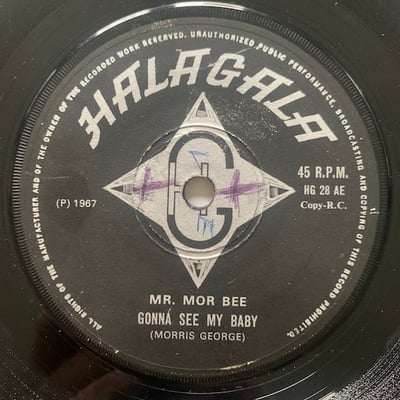 ALL RIGHTS OF THE MANUFACTURER AND OF THE OWNER OF THE RECORDED WORK RESERVED. UNAUTHORIZED PUBLIC PERFORMANCE, BROADCASTING AND COPYING OF THIS RECORD PROHIBITED.
HALAGALA
45 R.P.M.
HG 28 AE
Copy-R.C.
(P) 1967
G
MR. MOR BEE
GONNA SEE MY BABY
(MORRIS GEORGE)